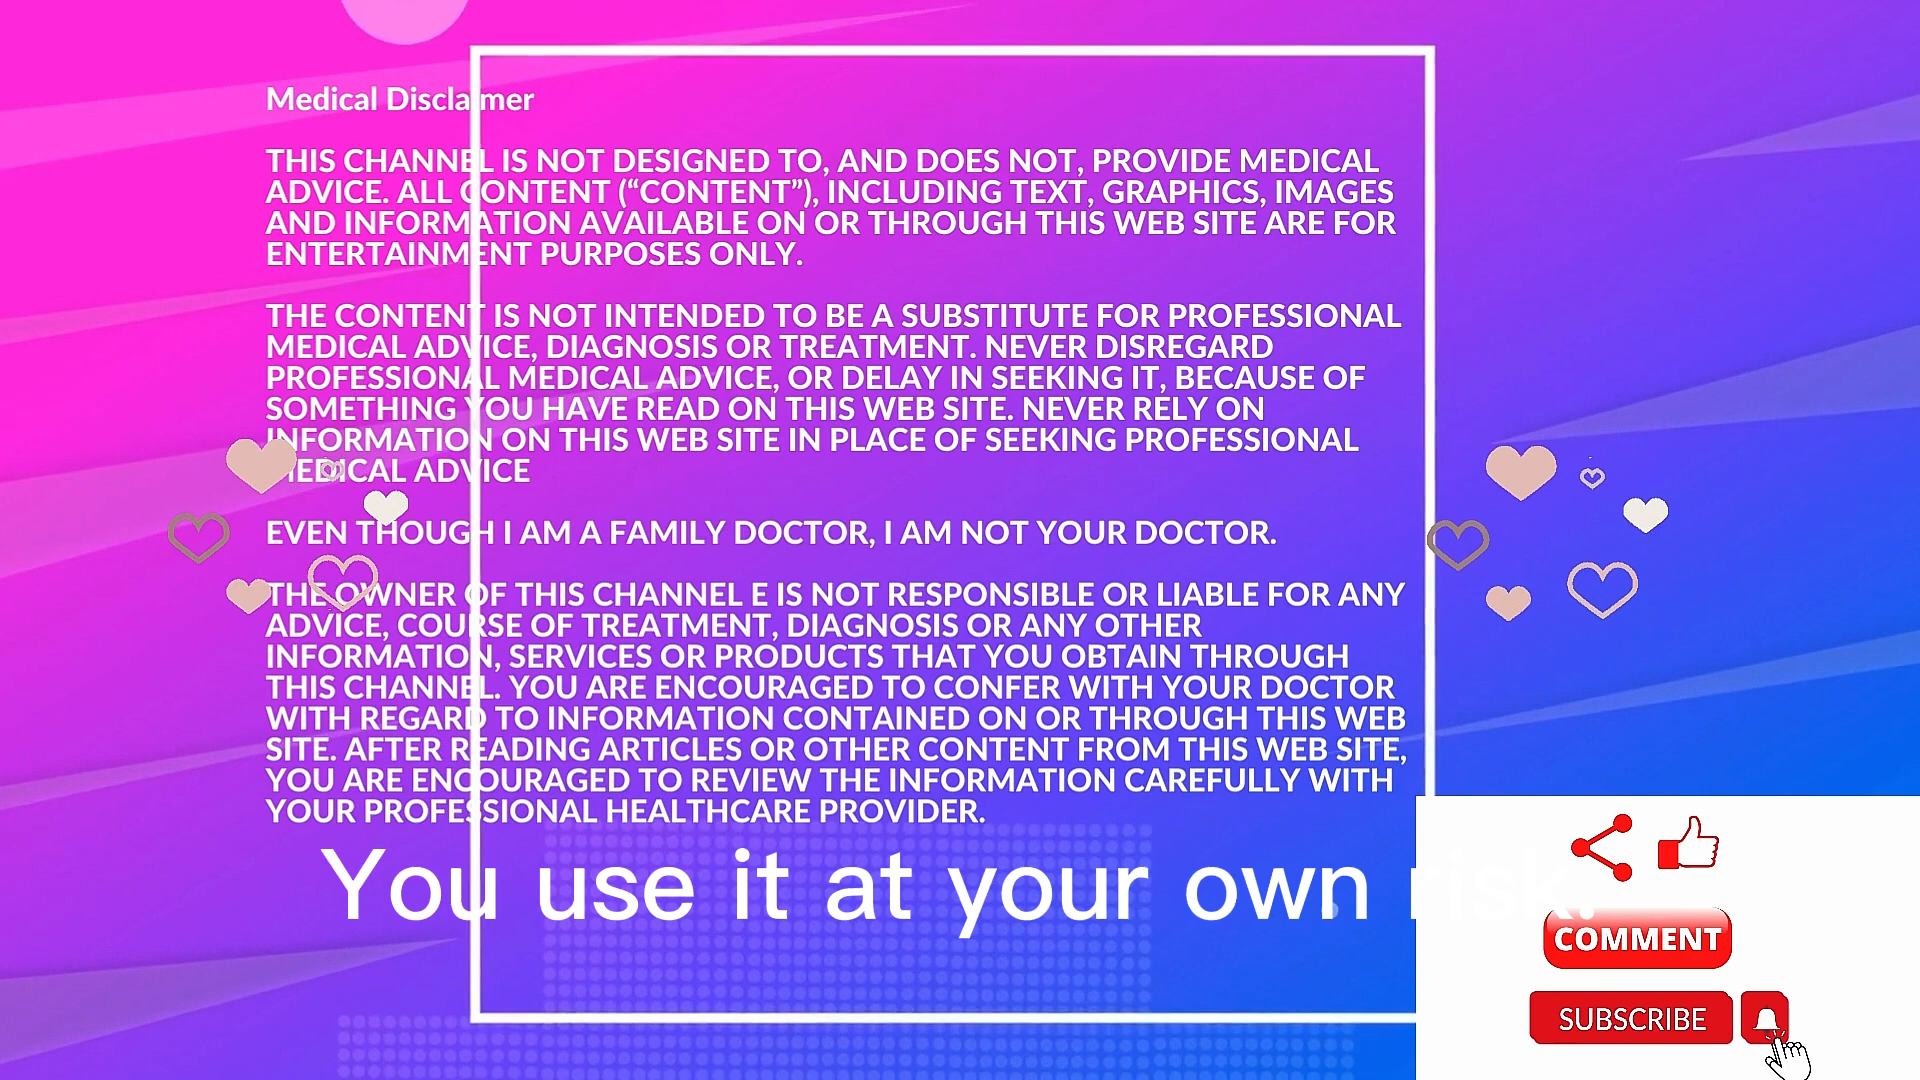 Medical Disclaimer
THIS CHANNEL IS NOT DESIGNED TO, AND DOES NOT, PROVIDE MEDICAL
ADVICE. ALL CONTENT (“CONTENT”), INCLUDING TEXT, GRAPHICS, IMAGES
AND INFORMATION AVAILABLE ON OR THROUGH THIS WEB SITE ARE FOR
ENTERTAINMENT PURPOSES ONLY.
THE CONTENT IS NOT INTENDED TO BE A SUBSTITUTE FOR PROFESSIONAL
MEDICAL ADVICE, DIAGNOSIS OR TREATMENT. NEVER DISREGARD
PROFESSIONAL MEDICAL ADVICE, OR DELAY IN SEEKING IT, BECAUSE OF
SOMETHING YOU HAVE READ ON THIS WEB SITE. NEVER RELY ON
INFORMATION ON THIS WEB SITE IN PLACE OF SEEKING PROFESSIONAL
MEDICAL ADVICE
EVEN THOUGH I AM A FAMILY DOCTOR, I AM NOT YOUR DOCTOR.
THE OWNER OF THIS CHANNEL E IS NOT RESPONSIBLE OR LIABLE FOR ANY
ADVICE, COURSE OF TREATMENT, DIAGNOSIS OR ANY OTHER
INFORMATION, SERVICES OR PRODUCTS THAT YOU OBTAIN THROUGH
THIS CHANNEL. YOU ARE ENCOURAGED TO CONFER WITH YOUR DOCTOR
WITH REGARD TO INFORMATION CONTAINED ON OR THROUGH THIS WEB
SITE. AFTER READING ARTICLES OR OTHER CONTENT FROM THIS WEB SITE,
YOU ARE ENCOURAGED TO REVIEW THE INFORMATION CAREFULLY WITH
YOUR PROFESSIONAL HEALTHCARE PROVIDER.
You use it at your own risk.
COMMENT
SUBSCRIBE